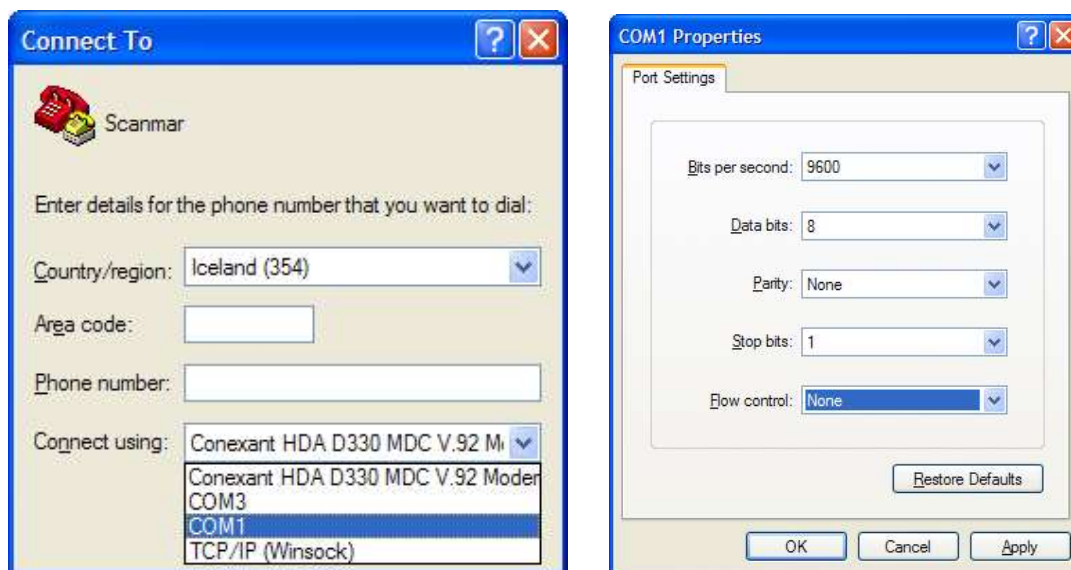 Connect To
Scanmar
Enter details for the phone number that you want to dial:
Country/region: Iceland (354)
Area code:
Phone number:
Connect using: Conexant HDA D330 MDC V.92 M
Conexant HDA D330 MDC V.92 Moder
COM3
COM1
TCP/IP (Winsock)
COM1 Properties
Port Settings
Bits per second: 9600
Data bits: 8
Parity: None
Stop bits: 1
Flow control: None
Restore Defaults
OK Cancel Apply